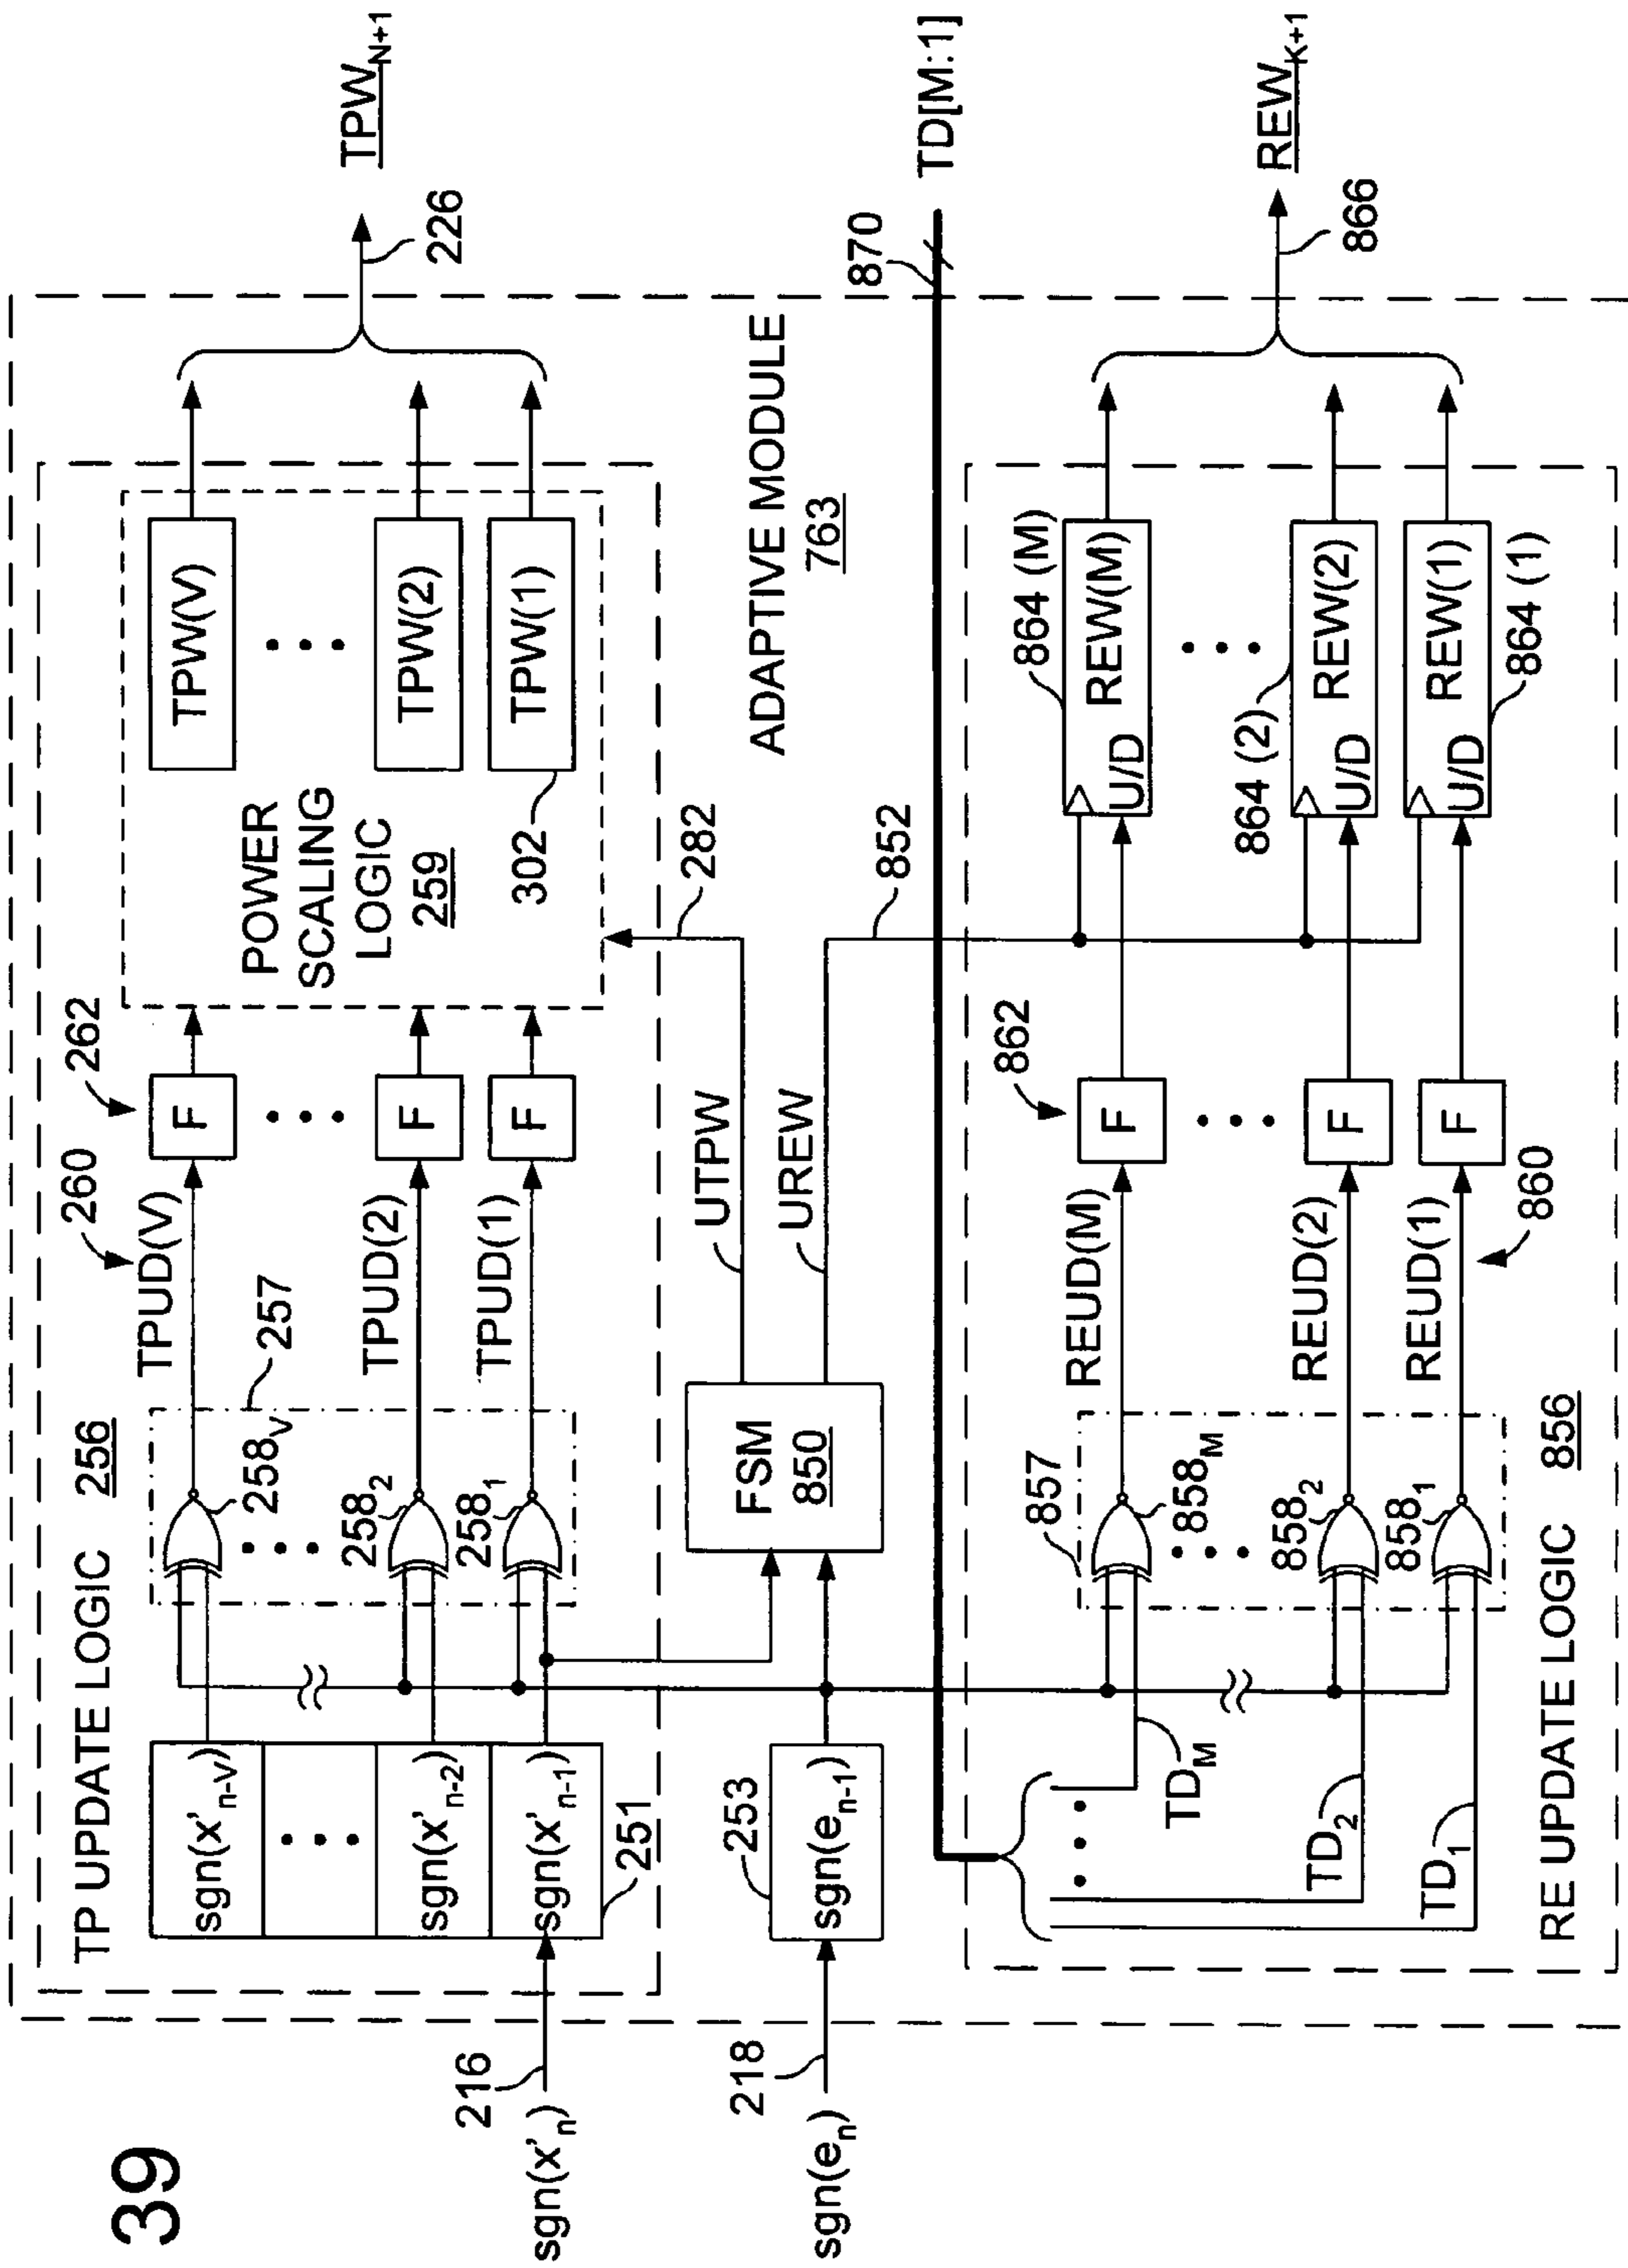 39
TP UPDATE LOGIC 256
sgn(x'n-V)
sgn(x'n-2)
sgn(x'n-1)
251
216
sgn(x'n)
258V
2582
2581
257
260
TPUD(V)
TPUD(2)
TPUD(1)
262
F
F
F
POWER
SCALING
LOGIC
259
302
TPW(V)
TPW(2)
TPW(1)
TPWN+1
226
218
sgn(en)
253
sgn(en-1)
FSM
850
UTPW
UREW
282
852
ADAPTIVE MODULE
763
870
TD[M:1]
TDM
TD2
TD1
857
858M
8582
8581
REUD(M)
REUD(2)
REUD(1)
860
862
F
F
F
864 (M)
REW(M)
U/D
864 (2)
REW(2)
U/D
REW(1)
U/D
864 (1)
REWK+1
866
RE UPDATE LOGIC 856